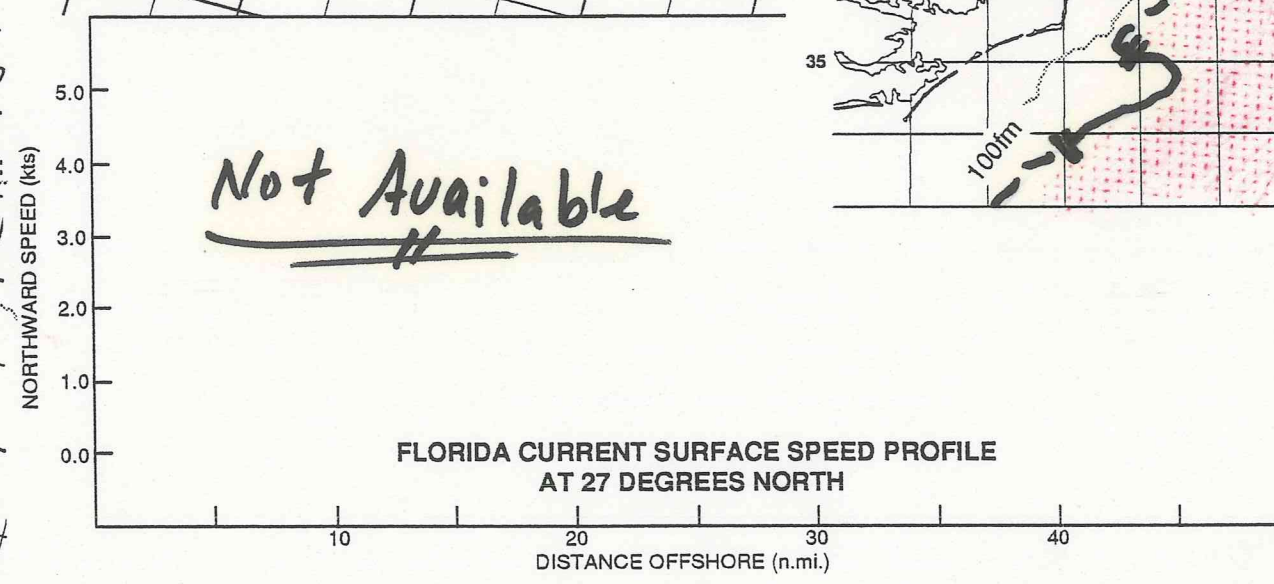 35
100fm
5.0
4.0
3.0
2.0
1.0
0.0
NORTHWARD SPEED (kts)
Not Available
FLORIDA CURRENT SURFACE SPEED PROFILE
AT 27 DEGREES NORTH
10 20 30 40
DISTANCE OFFSHORE (n.mi.)